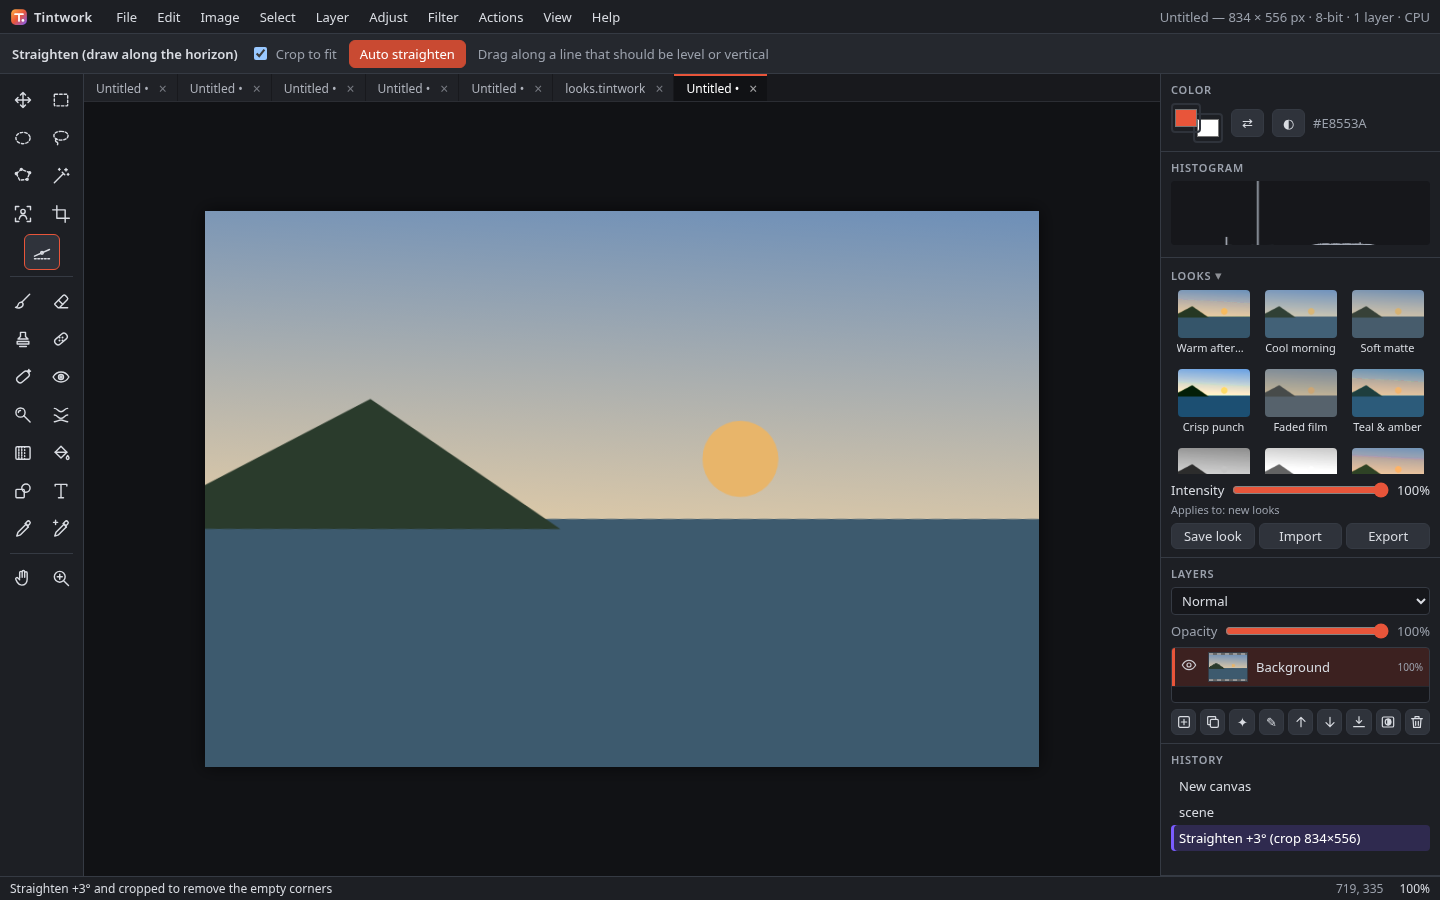 Tintwork File Edit Image Select Layer Adjust Filter Actions View Help Untitled — 834 × 556 px · 8-bit · 1 layer · CPU
Straighten (draw along the horizon) Crop to fit Auto straighten Drag along a line that should be level or vertical
Untitled • × Untitled • × Untitled • × Untitled • × Untitled • × looks.tintwork × Untitled • ×
COLOR
#E8553A
HISTOGRAM
LOOKS ▾
Warm after... Cool morning Soft matte
Crisp punch Faded film Teal & amber
Intensity 100%
Applies to: new looks
Save look Import Export
LAYERS
Normal
Opacity 100%
Background 100%
HISTORY
New canvas
scene
Straighten +3° (crop 834×556)
Straighten +3° and cropped to remove the empty corners 719, 335 100%